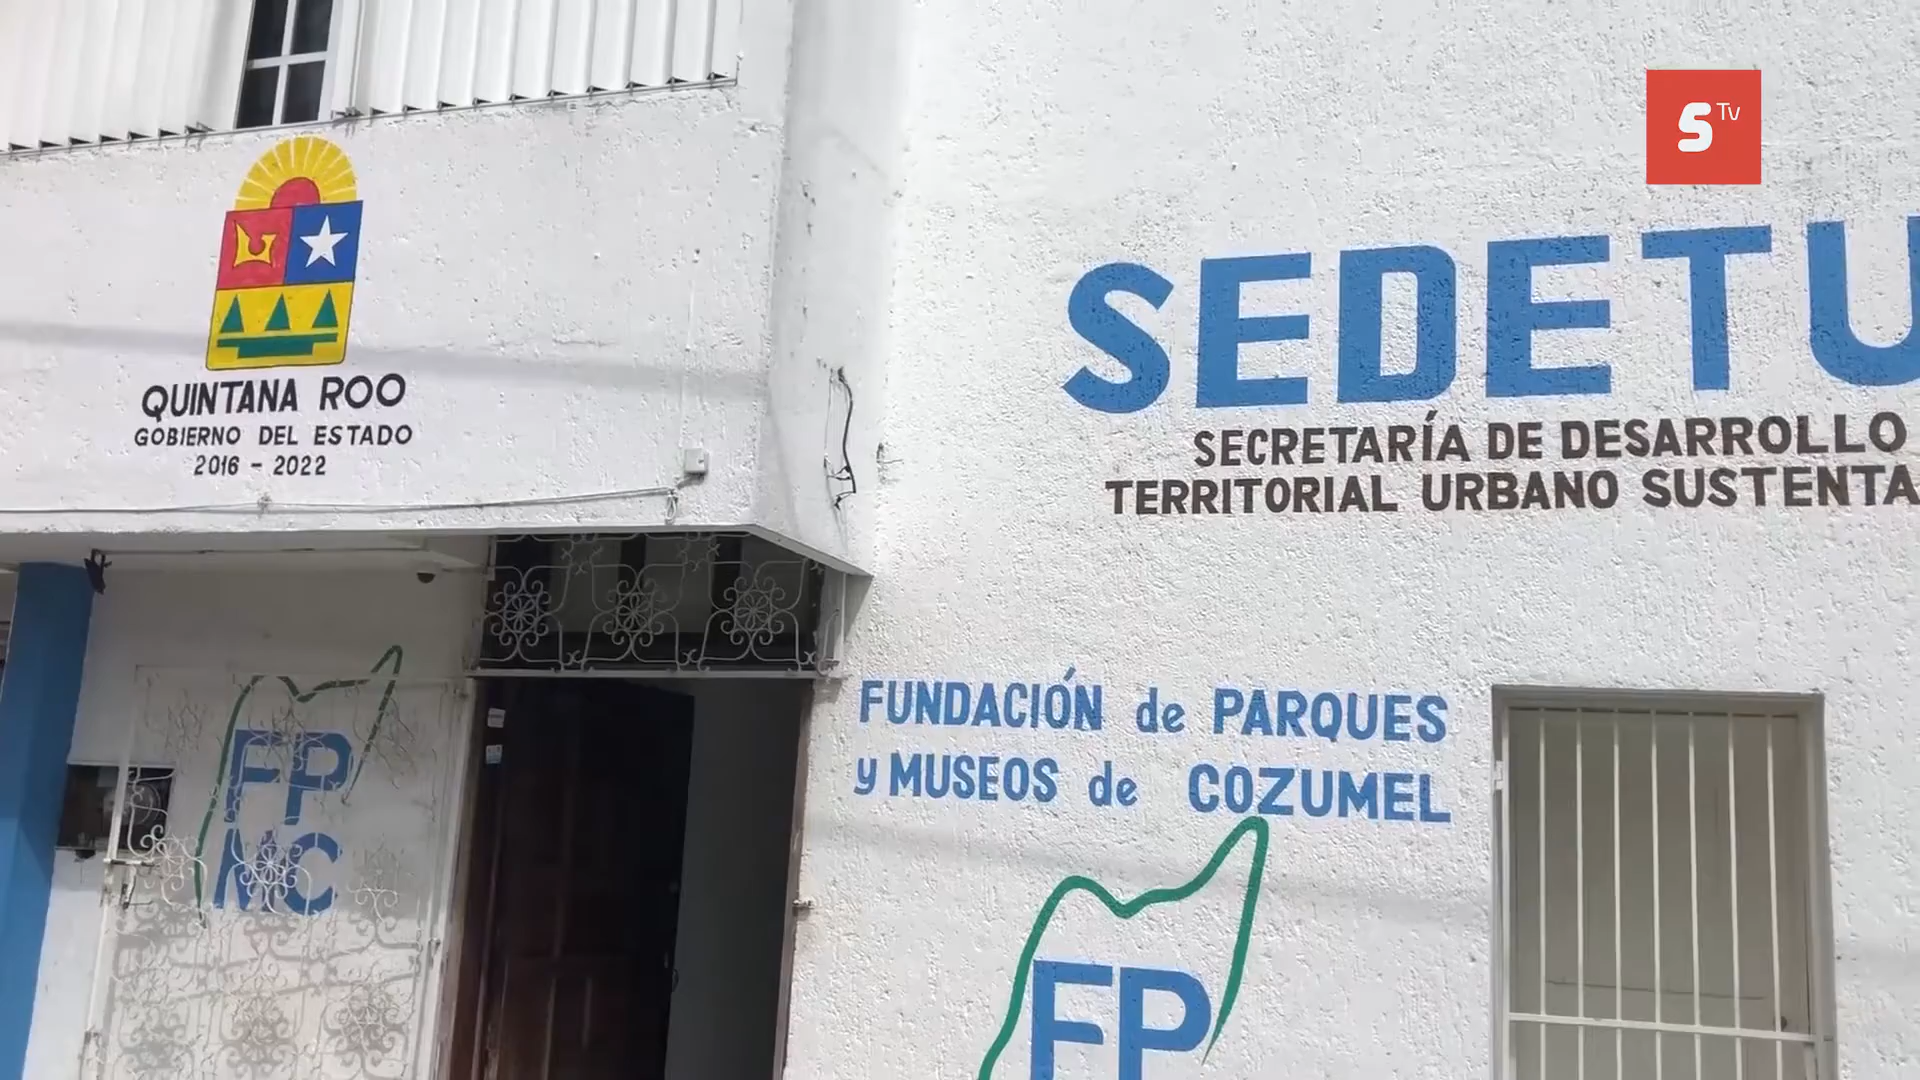 S Tv
QUINTANA ROO
GOBIERNO DEL ESTADO
2016 - 2022
SEDETU
SECRETARÍA DE DESARROLLO
TERRITORIAL URBANO SUSTENTA
FUNDACIÓN de PARQUES
y MUSEOS de COZUMEL
FP
MC
FP